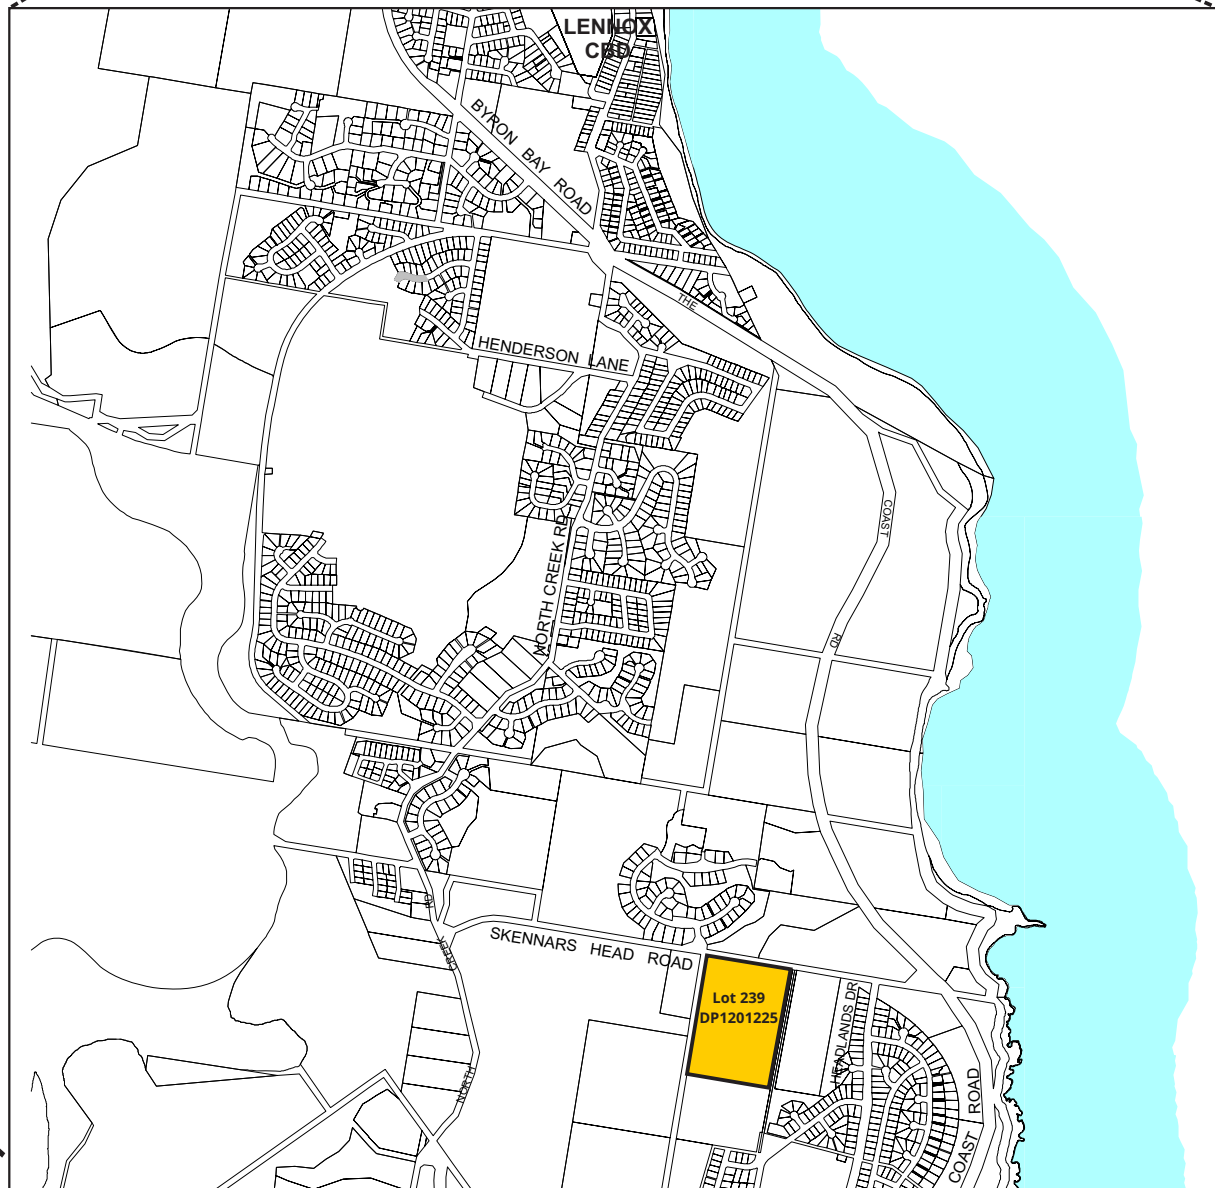 LENNOX
CBD
BYRON BAY ROAD
THE
HENDERSON LANE
COAST
NORTH CREEK RD
RD
RD
CREEK
SKENNARS HEAD ROAD
Lot 239
DP1201225
HEADLANDS DR
NORTH
ROAD
COAST